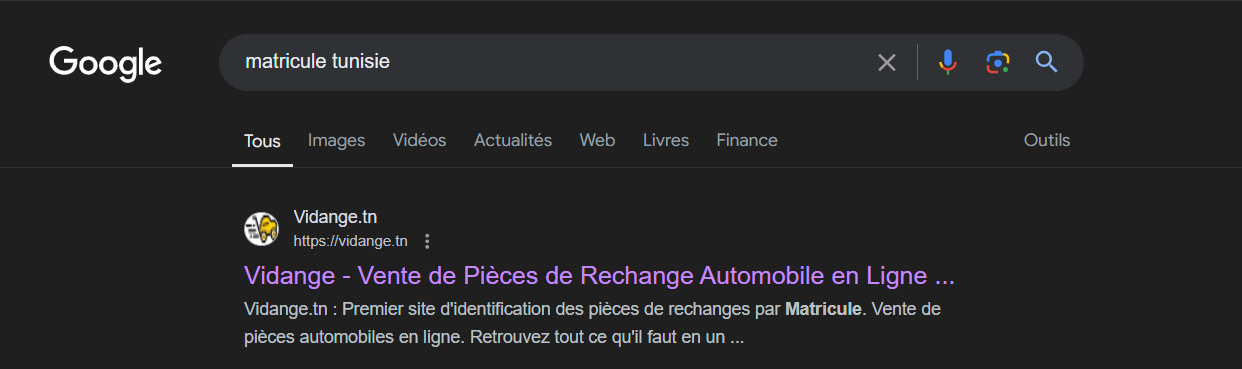 Google
matricule tunisie
Tous Images Vidéos Actualités Web Livres Finance Outils
Vidange.tn
https://vidange.tn
Vidange - Vente de Pièces de Rechange Automobile en Ligne ...
Vidange.tn : Premier site d'identification des pièces de rechanges par Matricule. Vente de
pièces automobiles en ligne. Retrouvez tout ce qu'il faut en un ...